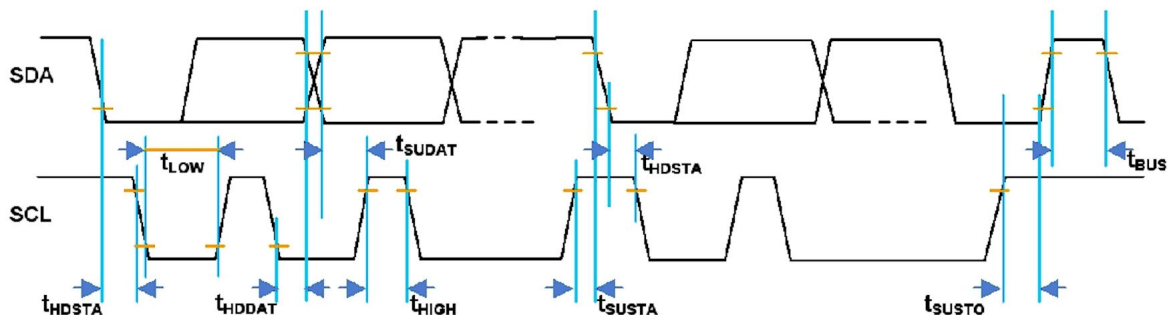 SDA
tSUDAT
tLOW
tHDSTA
tBUS
SCL
tHDSTA
tHDDAT
tHIGH
tSUSTA
tSUSTO